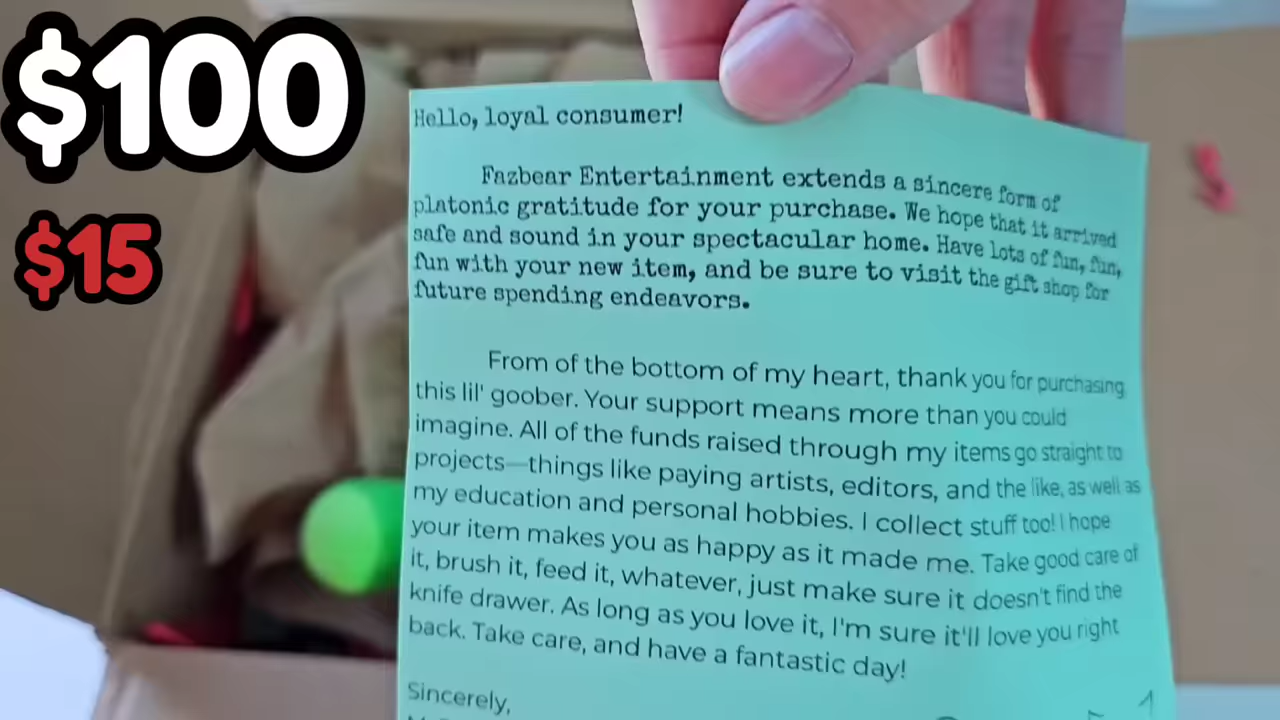 $100
$15
Hello, loyal consumer!
Fazbear Entertainment extends a sincere form of
platonic gratitude for your purchase. We hope that it arrived
safe and sound in your spectacular home. Have lots of fun, fun,
fun with your new item, and be sure to visit the gift shop for
future spending endeavors.
From of the bottom of my heart, thank you for purchasing
this lil' goober. Your support means more than you could
imagine. All of the funds raised through my items go straight to
projects—things like paying artists, editors, and the like, as well as
my education and personal hobbies. I collect stuff too! I hope
your item makes you as happy as it made me. Take good care of
it, brush it, feed it, whatever, just make sure it doesn't find the
knife drawer. As long as you love it, I'm sure it'll love you right
back. Take care, and have a fantastic day!
Sincerely,